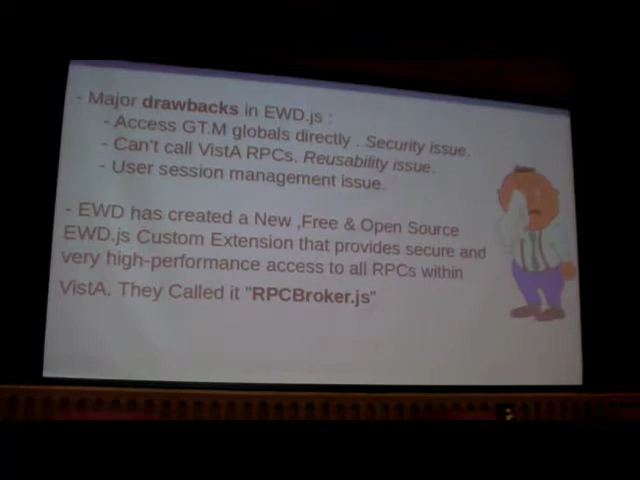 - Major drawbacks in EWD.js :
- Access GT.M globals directly . Security issue.
- Can't call VistA RPCs. Reusability issue.
- User session management issue.
- EWD has created a New ,Free & Open Source
EWD.js Custom Extension that provides secure and
very high-performance access to all RPCs within
VistA. They Called it "RPCBroker.js"